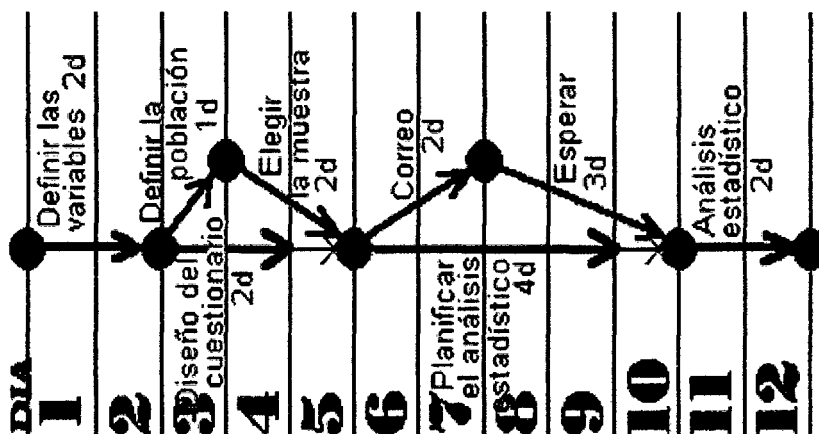 DIA
1
2
3
4
5
6
7
8
9
10
11
12
Definir las
variables 2d
Definir la
población
1d
Elegir
la muestra
2d
Diseño del
cuestionario
2d
Correo
2d
Esperar
3d
Planificar
el análisis
estadístico
4d
Análisis
estadístico
2d